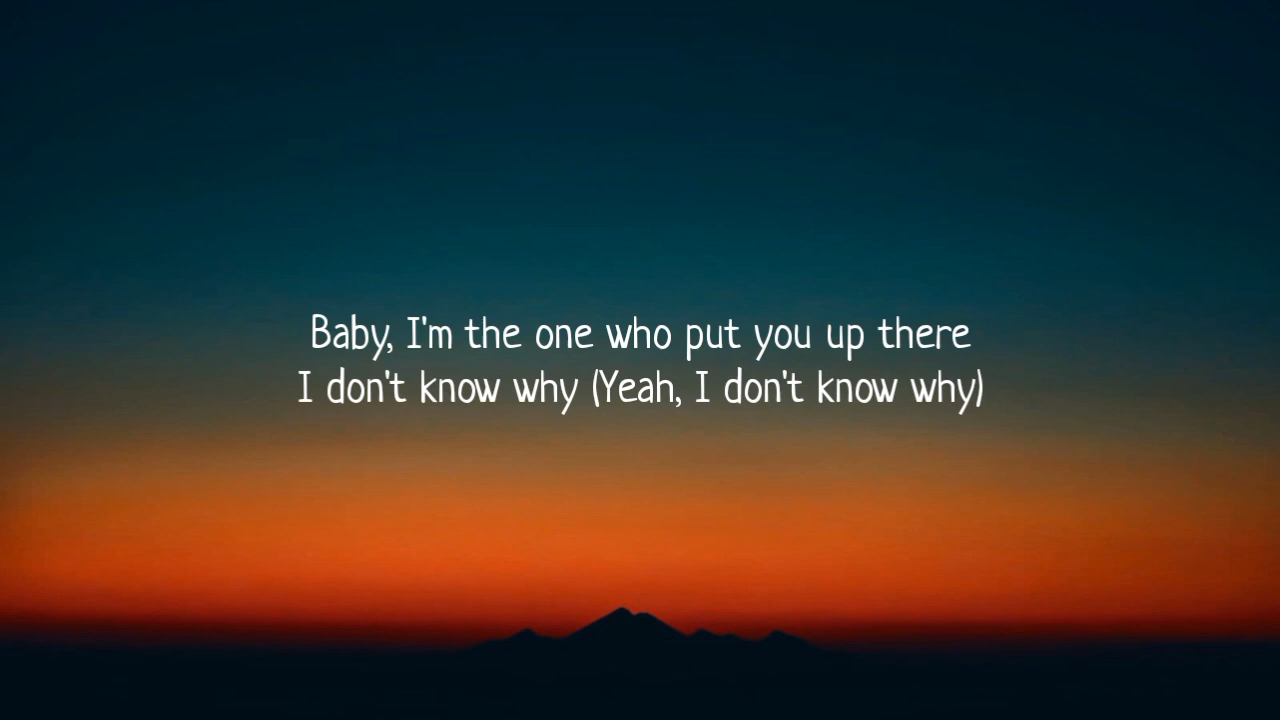 Baby, I'm the one who put you up there
I don't know why (Yeah, I don't know why)